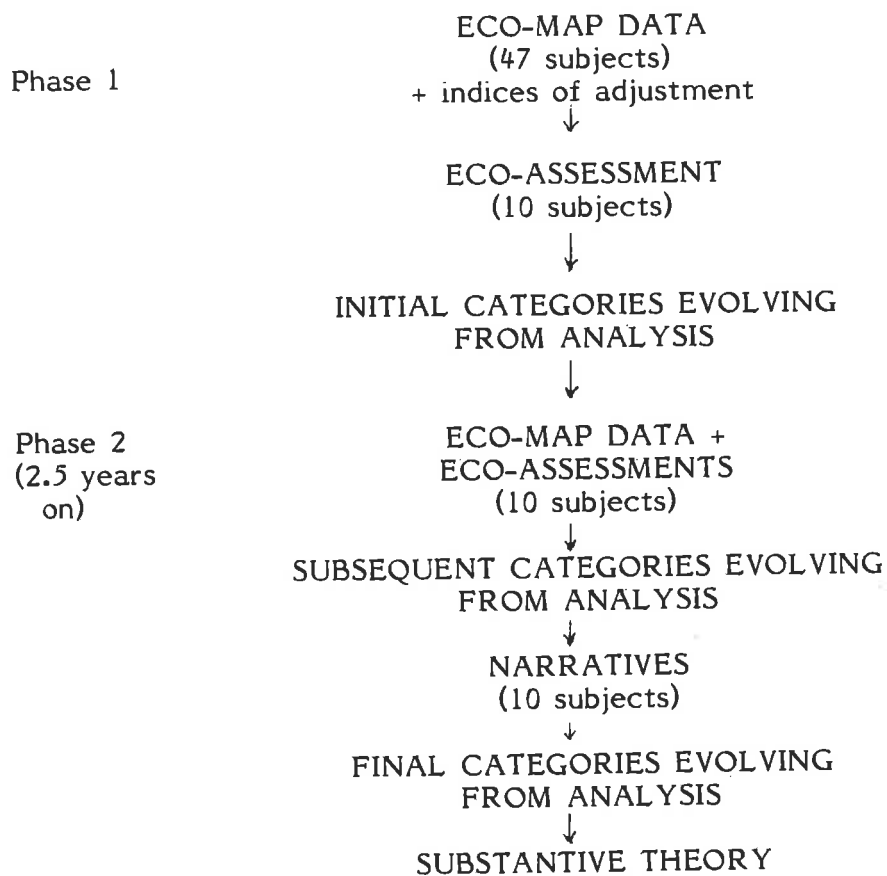 ECO-MAP DATA
(47 subjects)
Phase 1
+ indices of adjustment
ECO-ASSESSMENT
(10 subjects)
INITIAL CATEGORIES EVOLVING
FROM ANALYSIS
Phase 2
(2.5 years
on)
ECO-MAP DATA +
ECO-ASSESSMENTS
(10 subjects)
SUBSEQUENT CATEGORIES EVOLVING
FROM ANALYSIS
NARRATIVES
(10 subjects)
FINAL CATEGORIES EVOLVING
FROM ANALYSIS
SUBSTANTIVE THEORY